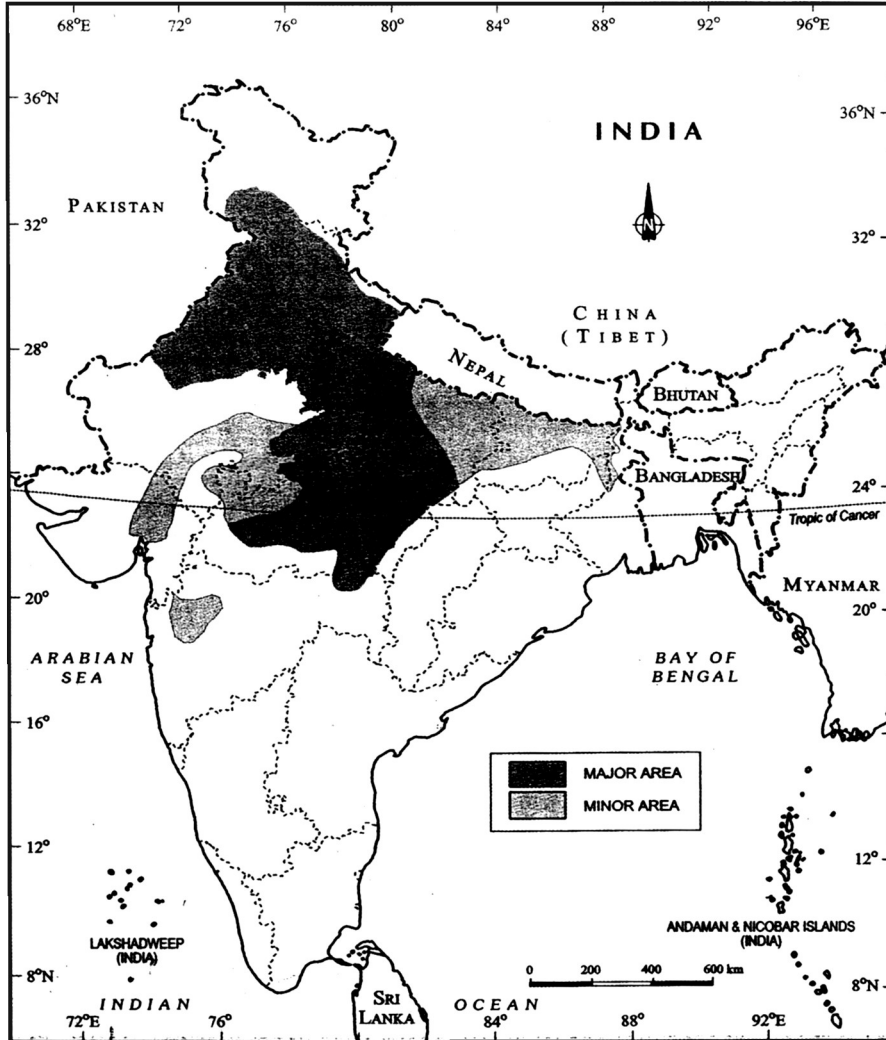 68°E 72° 76° 80° 84° 88° 92° 96°E
INDIA
36°N
36°N
PAKISTAN
N
32°
32°
CHINA
(TIBET)
28°
NEPAL
BHUTAN
BANGLADESH
24°
24°
Tropic of Cancer
MYANMAR
20°
20°
ARABIAN
SEA
BAY OF
BENGAL
16°
MAJOR AREA
MINOR AREA
12°
12°
LAKSHADWEEP
(INDIA)
ANDAMAN & NICOBAR ISLANDS
(INDIA)
0 200 400 600 km
8°N
8°N
INDIAN
SRI
LANKA
OCEAN
72°E 76° 84° 88° 92°E